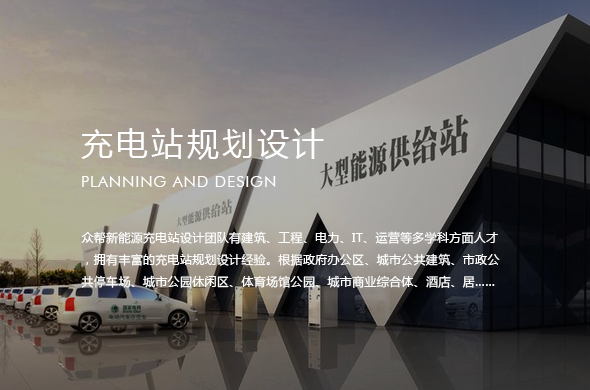 充电站规划设计
PLANNING AND DESIGN
大型能源供给站
大型能源供给站
众帮新能源充电站设计团队有建筑、工程、电力、IT、运营等多学科方面人才
，拥有丰富的充电站规划设计经验。根据政府办公区、城市公共建筑、市政公
共停车场、城市公园休闲区、体育场馆公园、城市商业综合体、酒店、居......
国家电网